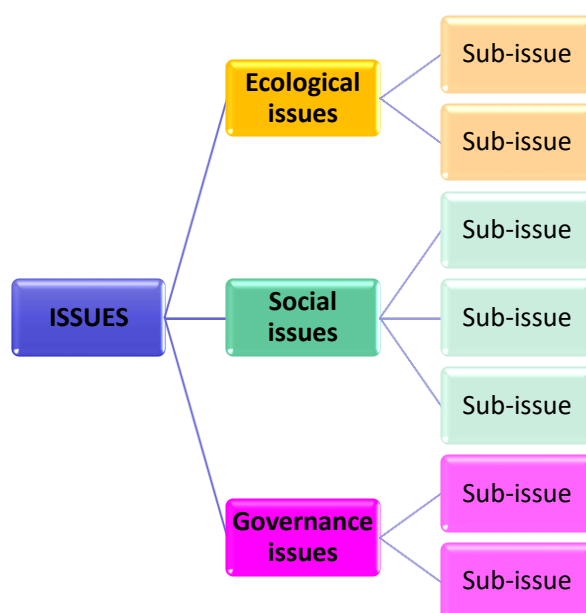 Ecological
issues
Sub-issue
Sub-issue
ISSUES
Social
issues
Sub-issue
Sub-issue
Sub-issue
Governance
issues
Sub-issue
Sub-issue